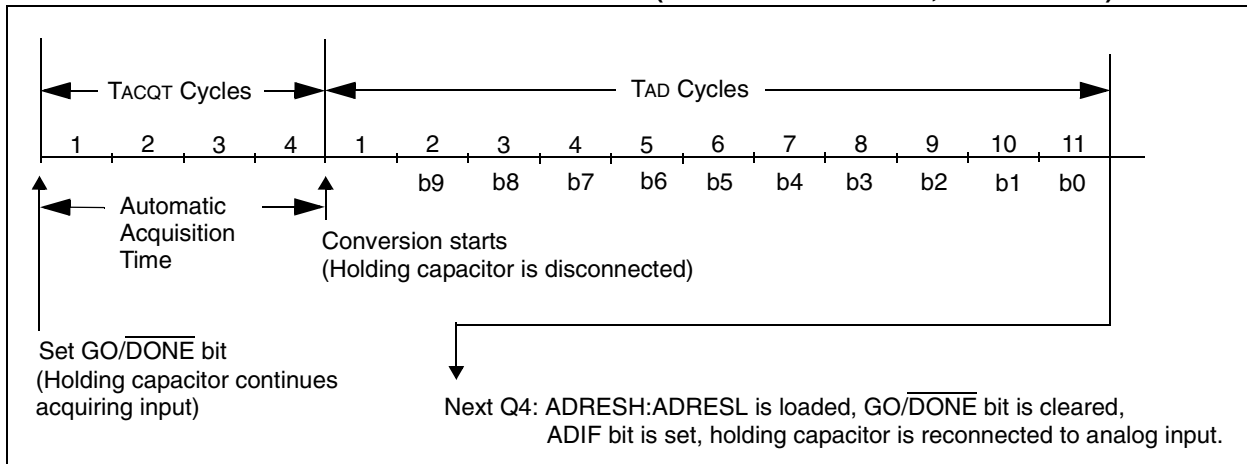 TACQT Cycles
TAD Cycles
1 2 3 4 1 2 3 4 5 6 7 8 9 10 11
b9 b8 b7 b6 b5 b4 b3 b2 b1 b0
Automatic
Acquisition
Time
Conversion starts
(Holding capacitor is disconnected)
Set GO/DONE bit
(Holding capacitor continues
acquiring input)
Next Q4: ADRESH:ADRESL is loaded, GO/DONE bit is cleared,
ADIF bit is set, holding capacitor is reconnected to analog input.